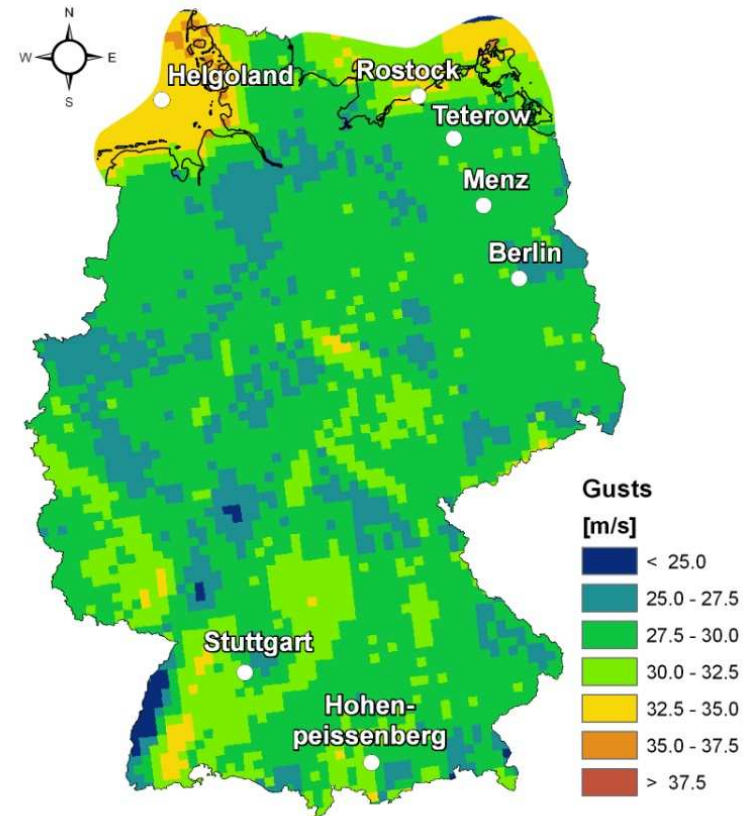 N
W E
S
Helgoland
Rostock
Teterow
Menz
Berlin
Stuttgart
Hohen-
peissenberg
Gusts
[m/s]
< 25.0
25.0 - 27.5
27.5 - 30.0
30.0 - 32.5
32.5 - 35.0
35.0 - 37.5
> 37.5